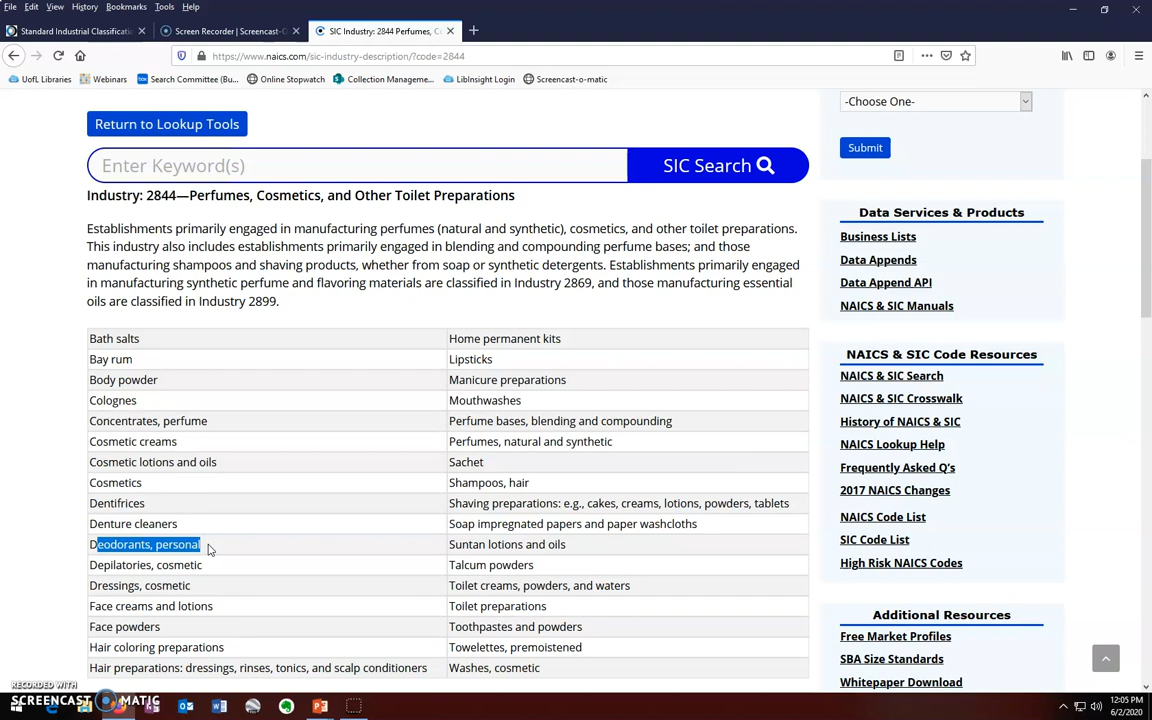 File Edit View History Bookmarks Tools Help
Standard Industrial Classificatio
Screen Recorder | Screencast-O
SIC Industry: 2844 Perfumes, C
https://www.naics.com/sic-industry-description/?code=2844
UofL Libraries Webinars Search Committee (Bu... Online Stopwatch Collection Manageme... LibInsight Login Screencast-o-matic
-Choose One-
Return to Lookup Tools
Submit
Enter Keyword(s)
SIC Search
Industry: 2844—Perfumes, Cosmetics, and Other Toilet Preparations
Establishments primarily engaged in manufacturing perfumes (natural and synthetic), cosmetics, and other toilet preparations.
This industry also includes establishments primarily engaged in blending and compounding perfume bases; and those
manufacturing shampoos and shaving products, whether from soap or synthetic detergents. Establishments primarily engaged
in manufacturing synthetic perfume and flavoring materials are classified in Industry 2869, and those manufacturing essential
oils are classified in Industry 2899.
Bath salts Home permanent kits
Bay rum Lipsticks
Body powder Manicure preparations
Colognes Mouthwashes
Concentrates, perfume Perfume bases, blending and compounding
Cosmetic creams Perfumes, natural and synthetic
Cosmetic lotions and oils Sachet
Cosmetics Shampoos, hair
Dentifrices Shaving preparations: e.g., cakes, creams, lotions, powders, tablets
Denture cleaners Soap impregnated papers and paper washcloths
Deodorants, personal Suntan lotions and oils
Depilatories, cosmetic Talcum powders
Dressings, cosmetic Toilet creams, powders, and waters
Face creams and lotions Toilet preparations
Face powders Toothpastes and powders
Hair coloring preparations Towelettes, premoistened
Hair preparations: dressings, rinses, tonics, and scalp conditioners Washes, cosmetic
Data Services & Products
Business Lists
Data Appends
Data Append API
NAICS & SIC Manuals
NAICS & SIC Code Resources
NAICS & SIC Search
NAICS & SIC Crosswalk
History of NAICS & SIC
NAICS Lookup Help
Frequently Asked Q's
2017 NAICS Changes
NAICS Code List
SIC Code List
High Risk NAICS Codes
Additional Resources
Free Market Profiles
SBA Size Standards
Whitepaper Download
RECORDED WITH
SCREENCAST MATIC
12:05 PM
6/2/2020